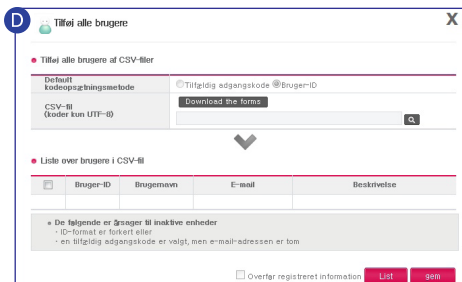 D
Tilføj alle brugere
X
Tilføj alle brugere af CSV-filer
Default
kodeopsætningsmetode
Tilfældig adgangskode Bruger-ID
CSV-fil
(koder kun UTF-8)
Download the forms
Liste over brugere i CSV-fil
Bruger-ID Brugernavn E-mail Beskrivelse
De følgende er årsager til inaktive enheder
- ID-format er forkert eller
- en tilfældig adgangskode er valgt, men e-mail-adressen er tom
Overfør registreret information List gem